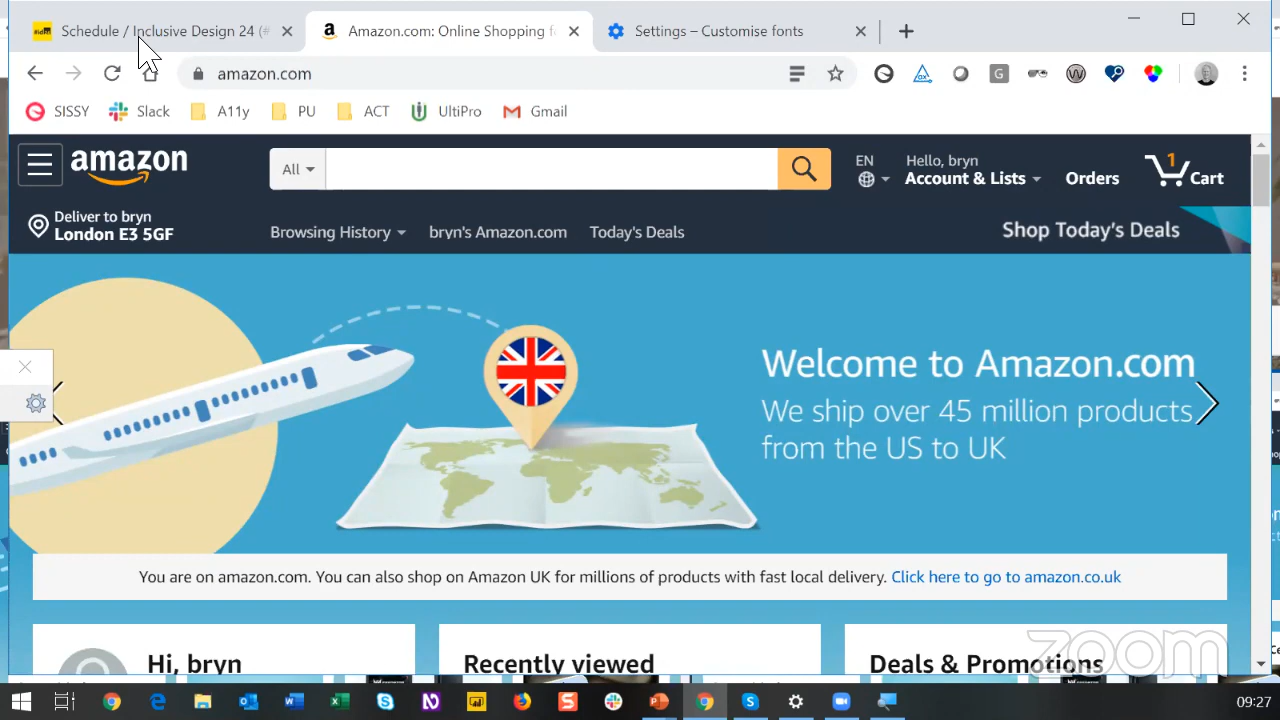 Schedule / Inclusive Design 24 (#
Amazon.com: Online Shopping f
Settings – Customise fonts
amazon.com
SISSY
Slack
A11y
PU
ACT
UltiPro
Gmail
amazon
All
EN
Hello, bryn
Account & Lists
Orders
1
Cart
Deliver to bryn
London E3 5GF
Browsing History
bryn's Amazon.com
Today's Deals
Shop Today's Deals
Welcome to Amazon.com
We ship over 45 million products
from the US to UK
You are on amazon.com. You can also shop on Amazon UK for millions of products with fast local delivery. Click here to go to amazon.co.uk
Hi, bryn
Recently viewed
Deals & Promotions
zoom
09:27